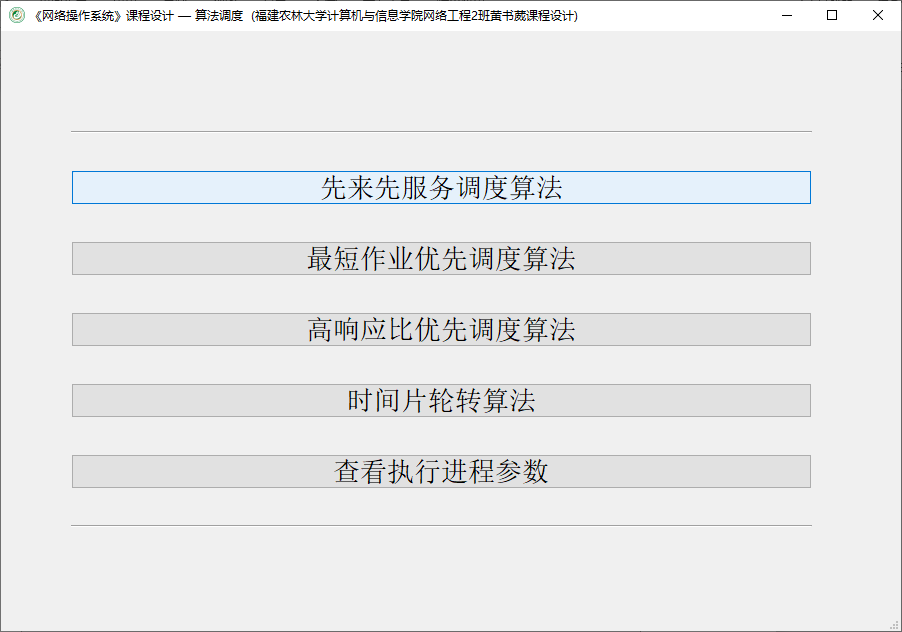 《网络操作系统》课程设计 — 算法调度 (福建农林大学计算机与信息学院网络工程2班黄书葳课程设计)
先来先服务调度算法
最短作业优先调度算法
高响应比优先调度算法
时间片轮转算法
查看执行进程参数